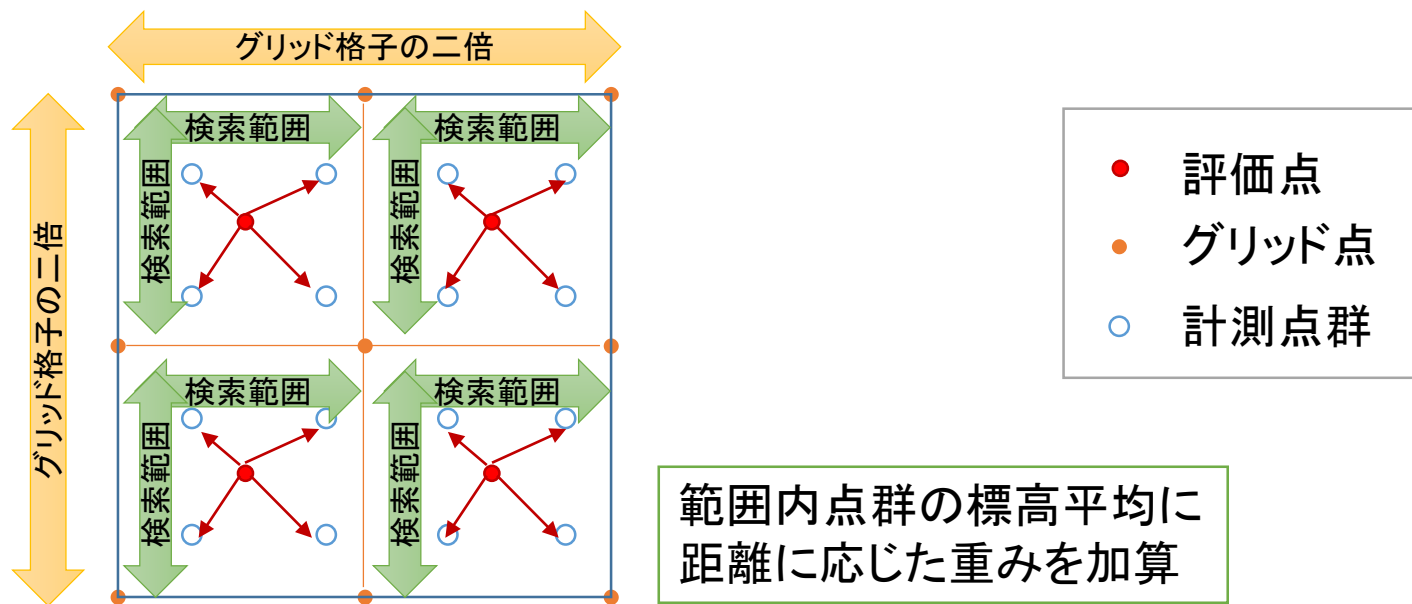 グリッド格子の二倍
グリッド格子の二倍
検索範囲
検索範囲
検索範囲
検索範囲
検索範囲
検索範囲
検索範囲
検索範囲
評価点
グリッド点
計測点群
範囲内点群の標高平均に
距離に応じた重みを加算